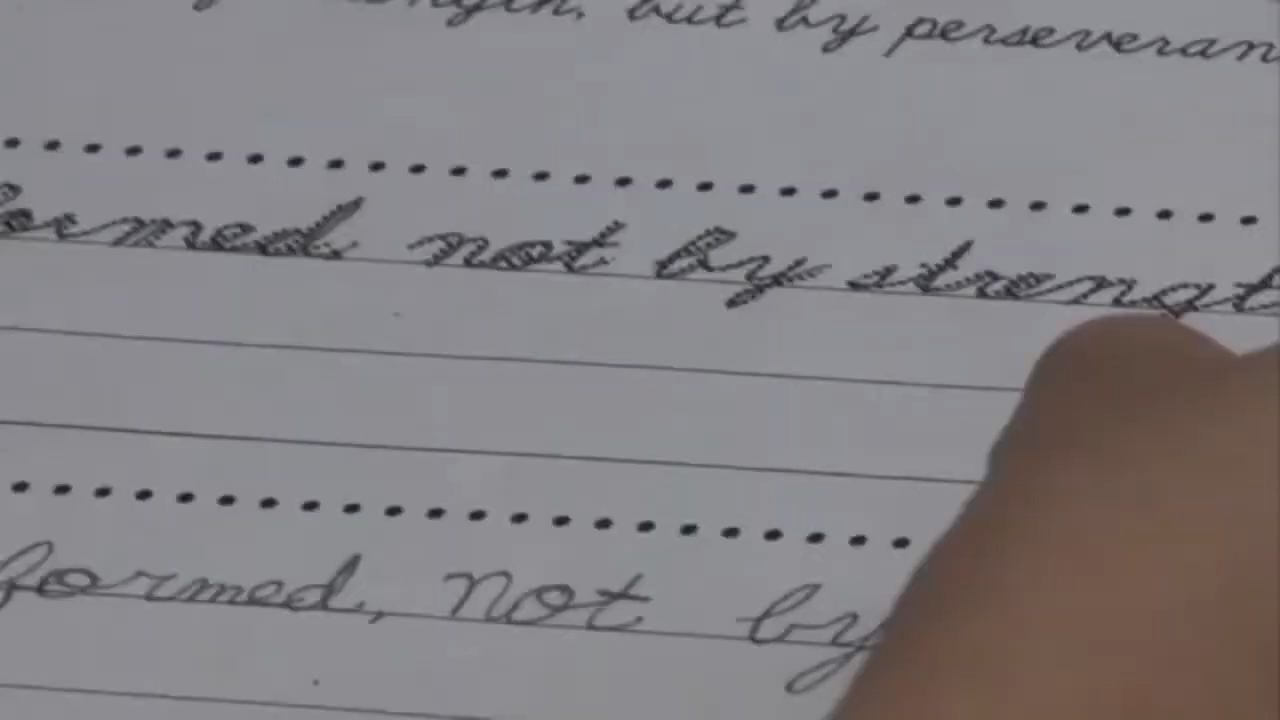 but by perseveran
formed not by strengt
formed, not by